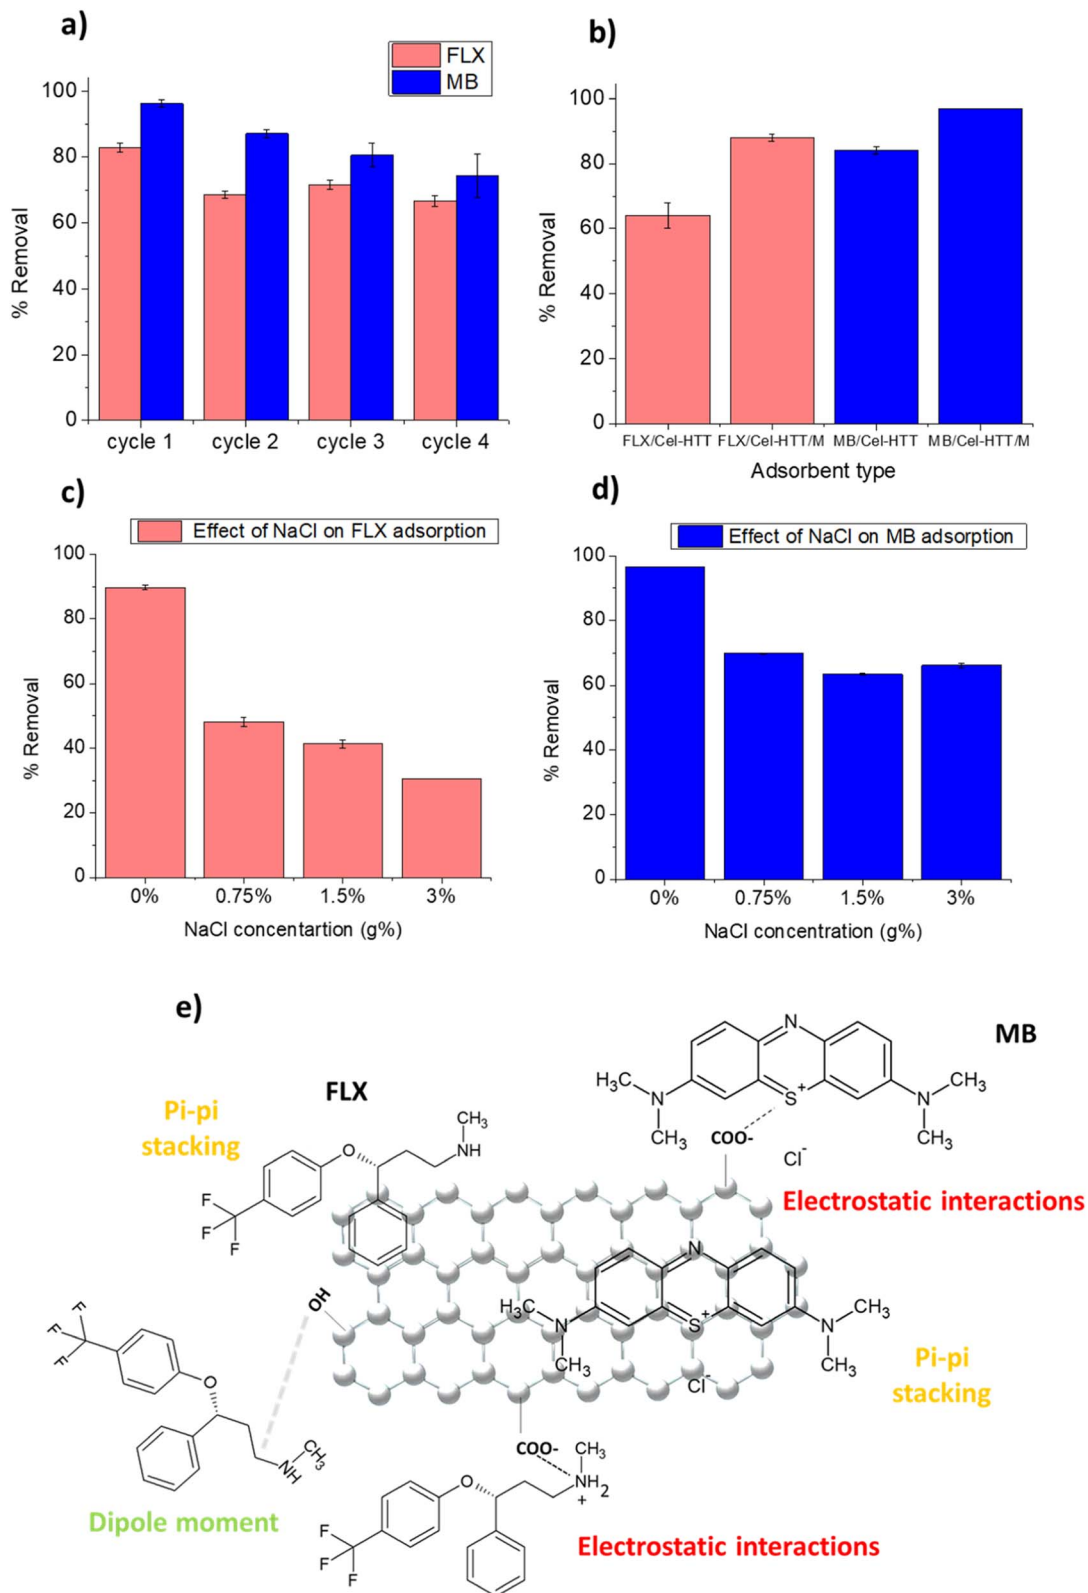 a)
FLX
MB
100
80
60
40
20
0
% Removal
cycle 1 cycle 2 cycle 3 cycle 4
b)
100
80
60
40
20
0
% Removal
FLX/Cel-HTT FLX/Cel-HTT/M MB/Cel-HTT MB/Cel-HTT/M
Adsorbent type
c)
Effect of NaCl on FLX adsorption
100
80
60
40
20
0
% Removal
0% 0.75% 1.5% 3%
NaCl concentartion (g%)
d)
Effect of NaCl on MB adsorption
100
80
60
40
20
0
% Removal
0% 0.75% 1.5% 3%
NaCl concentration (g%)
e)
MB
N
H₃C
N
CH₃
S+
CH₃
N
CH₃
COO-
Cl-
Electrostatic interactions
FLX
Pi-pi
stacking
CH₃
NH
O
F
F
F
OH
N
H₃C
N
CH₃
S+
CH₃
N
CH₃
Cl-
Pi-pi
stacking
F
F
F
O
NH
CH₃
Dipole moment
COO-
CH₃
NH₂
+
O
F
F
F
Electrostatic interactions